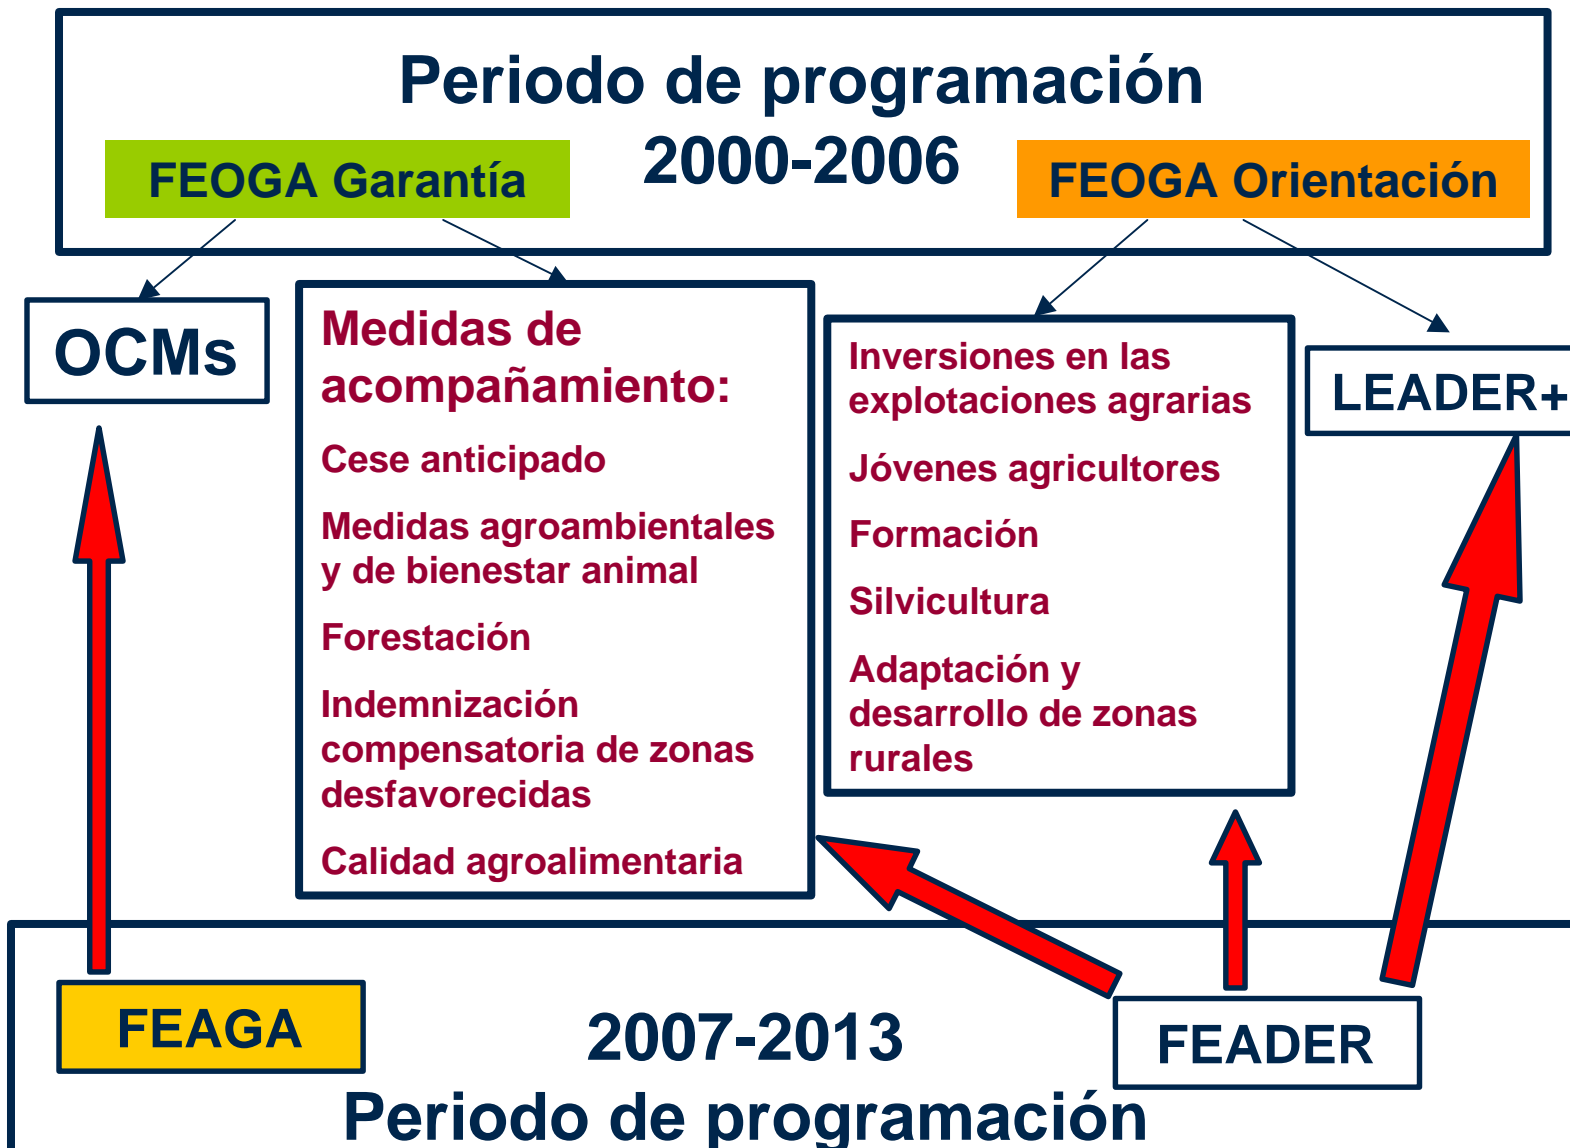 Periodo de programación
2000-2006
FEOGA Garantía
FEOGA Orientación
OCMs
Medidas de
acompañamiento:
Cese anticipado
Medidas agroambientales
y de bienestar animal
Forestación
Indemnización
compensatoria de zonas
desfavorecidas
Calidad agroalimentaria
Inversiones en las
explotaciones agrarias
Jóvenes agricultores
Formación
Silvicultura
Adaptación y
desarrollo de zonas
rurales
LEADER+
FEAGA
2007-2013
Periodo de programación
FEADER